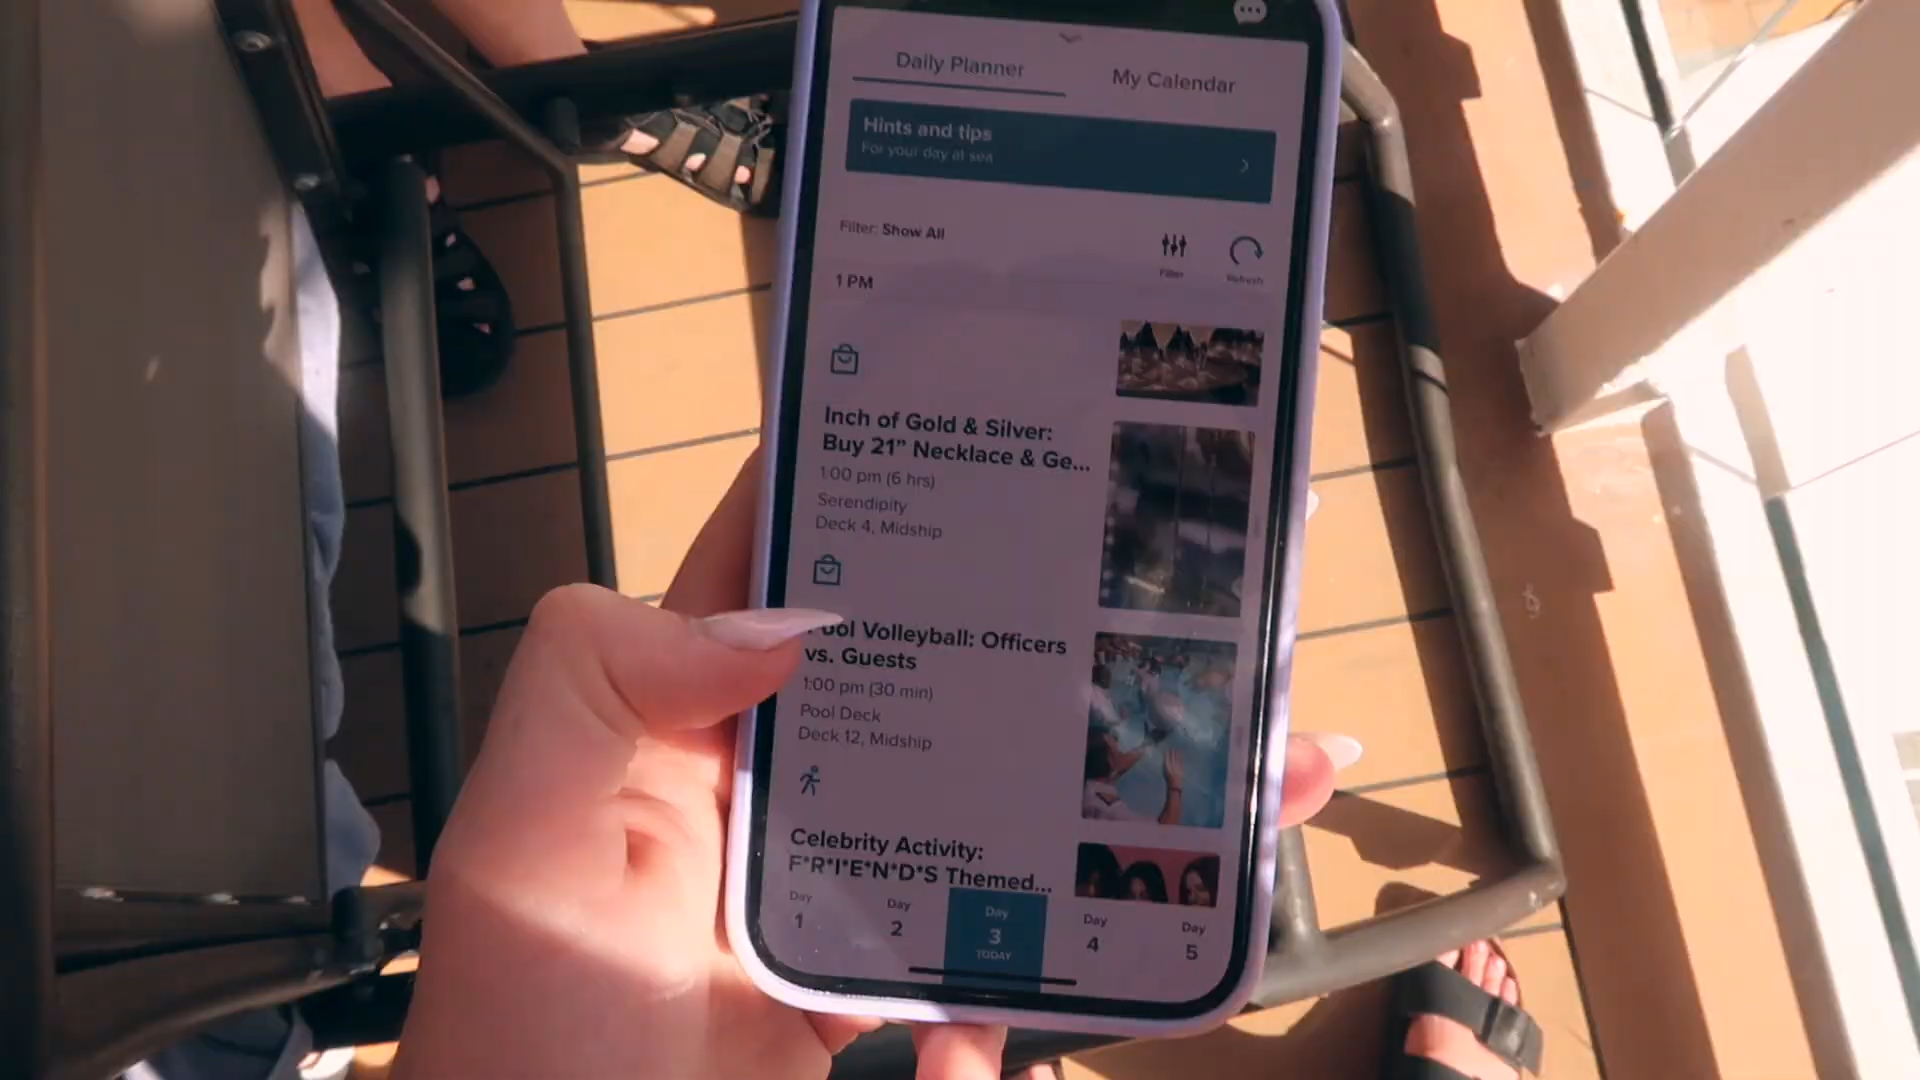 Daily Planner
My Calendar
Hints and tips
For your day at sea
Filter: Show All
Filter
Refresh
1 PM
Inch of Gold & Silver:
Buy 21" Necklace & Ge...
1:00 pm (6 hrs)
Serendipity
Deck 4, Midship
Pool Volleyball: Officers
vs. Guests
1:00 pm (30 min)
Pool Deck
Deck 12, Midship
Celebrity Activity:
F*R*I*E*N*D*S Themed...
Day
1
Day
2
Day
3
TODAY
Day
4
Day
5